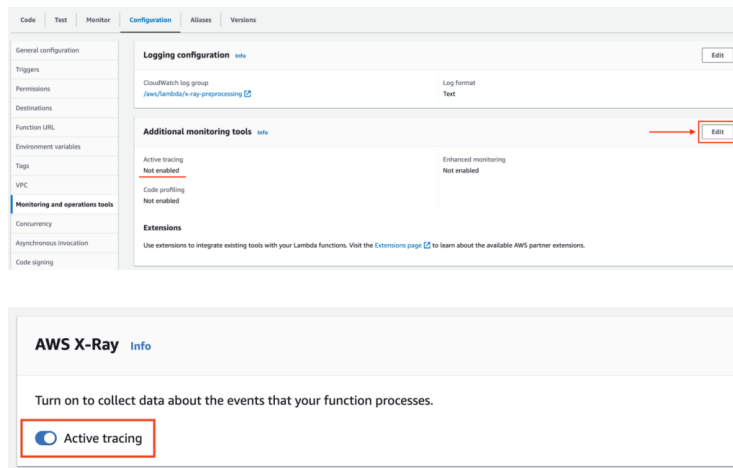 Code Test Monitor Configuration Aliases Versions
General configuration
Triggers
Permissions
Destinations
Function URL
Environment variables
Tags
VPC
Monitoring and operations tools
Concurrency
Asynchronous invocation
Code signing
Logging configuration Info
Edit
CloudWatch log group
/aws/lambda/x-ray-preprocessing
Log format
Text
Additional monitoring tools Info
Edit
Active tracing
Not enabled
Enhanced monitoring
Not enabled
Code profiling
Not enabled
Extensions
Use extensions to integrate existing tools with your Lambda functions. Visit the Extensions page to learn about the available AWS partner extensions.
AWS X-Ray Info
Turn on to collect data about the events that your function processes.
Active tracing